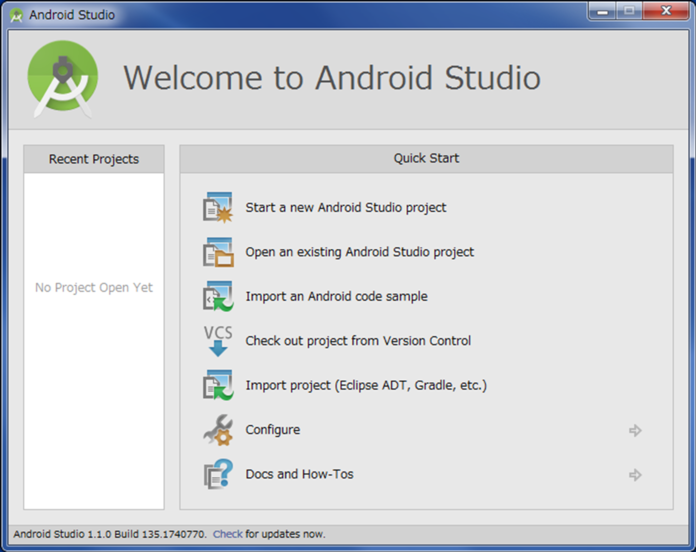 Android Studio
Welcome to Android Studio
Recent Projects
No Project Open Yet
Quick Start
Start a new Android Studio project
Open an existing Android Studio project
Import an Android code sample
VCS
Check out project from Version Control
Import project (Eclipse ADT, Gradle, etc.)
Configure
Docs and How-Tos
Android Studio 1.1.0 Build 135.1740770. Check for updates now.